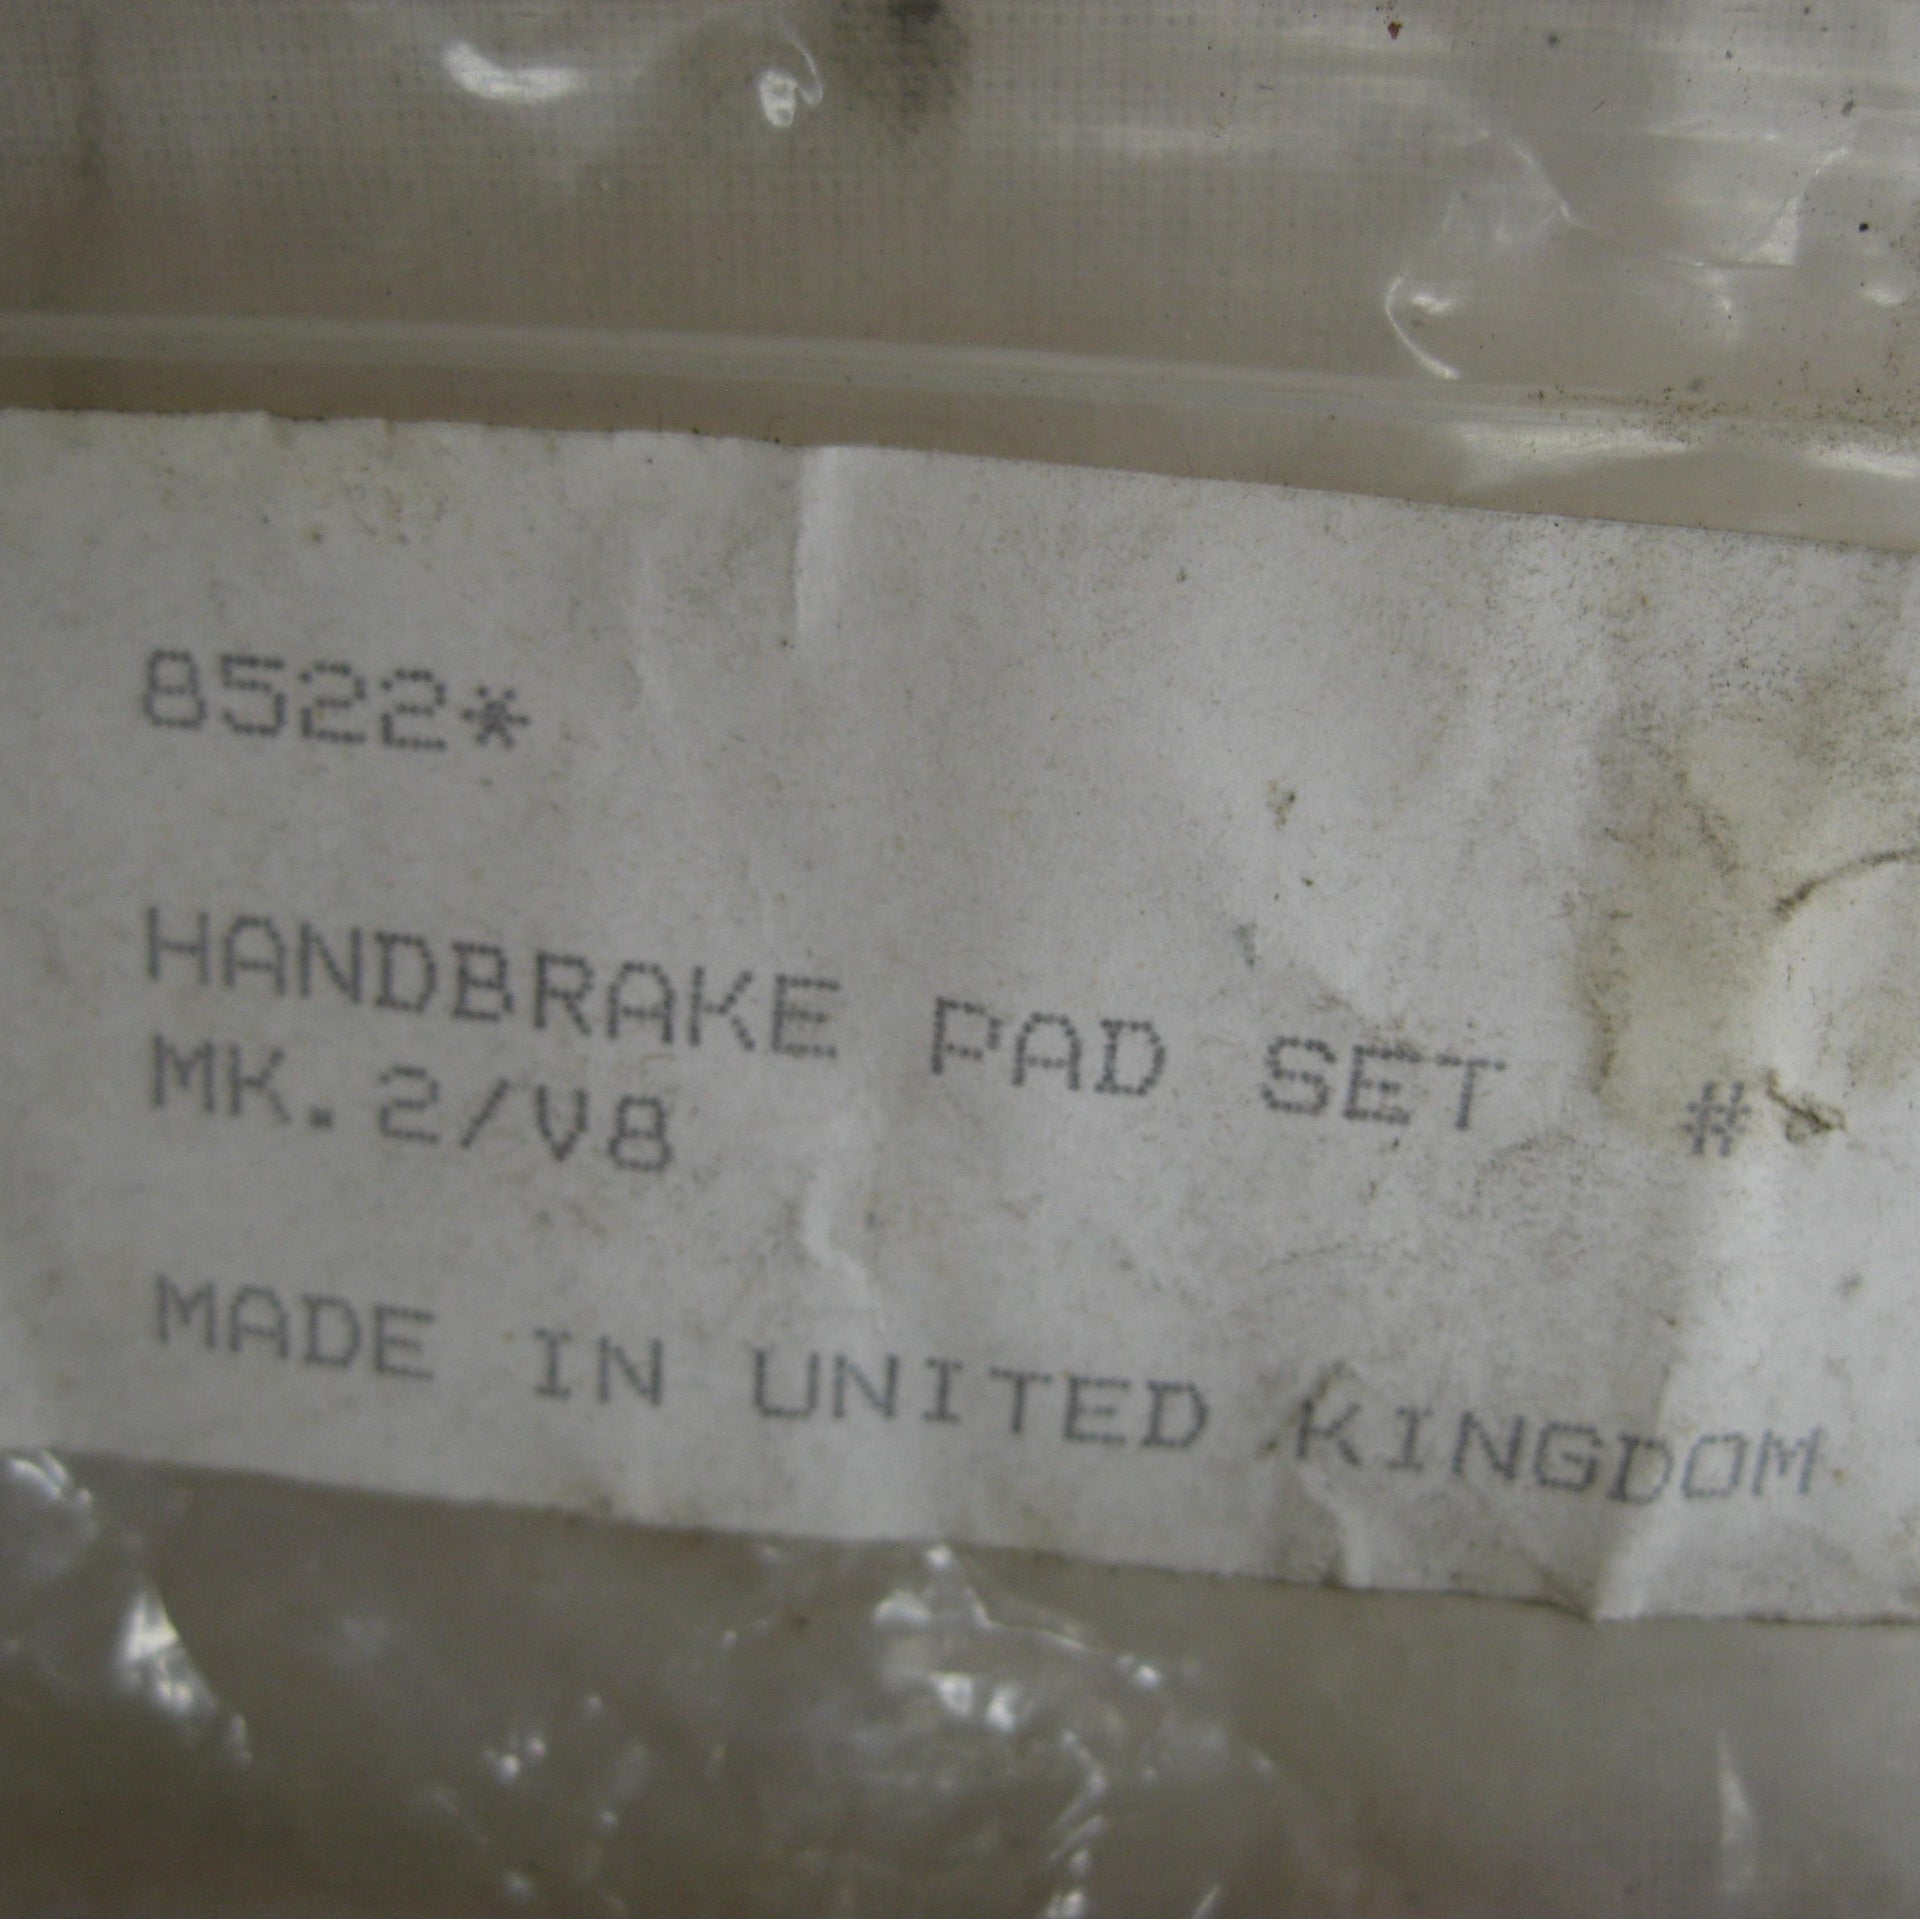 8522*
HANDBRAKE PAD SET #
MK.2/V8
MADE IN UNITED KINGDOM